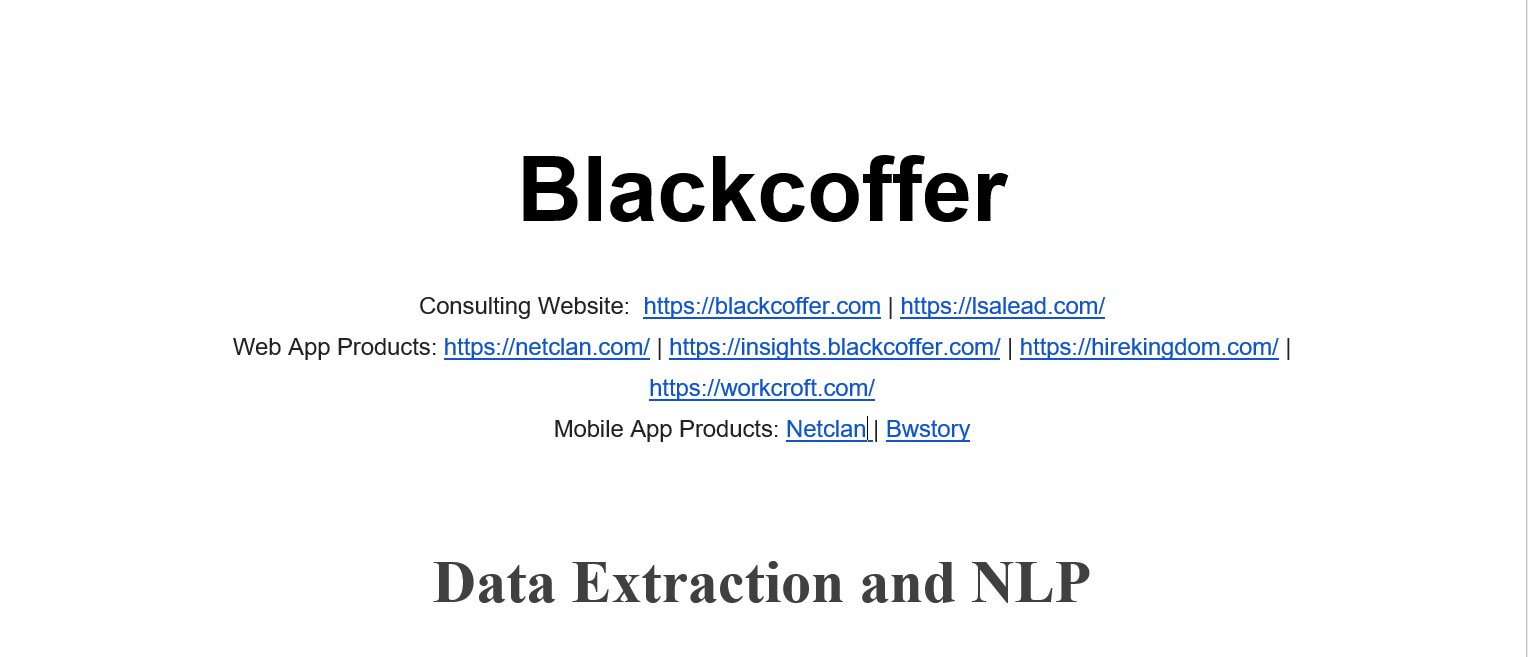 Blackcoffer
Consulting Website:  https://blackcoffer.com | https://lsalead.com/
Web App Products: https://netclan.com/ | https://insights.blackcoffer.com/ | https://hirekingdom.com/ |
https://workcroft.com/
Mobile App Products: Netclan | Bwstory
Data Extraction and NLP